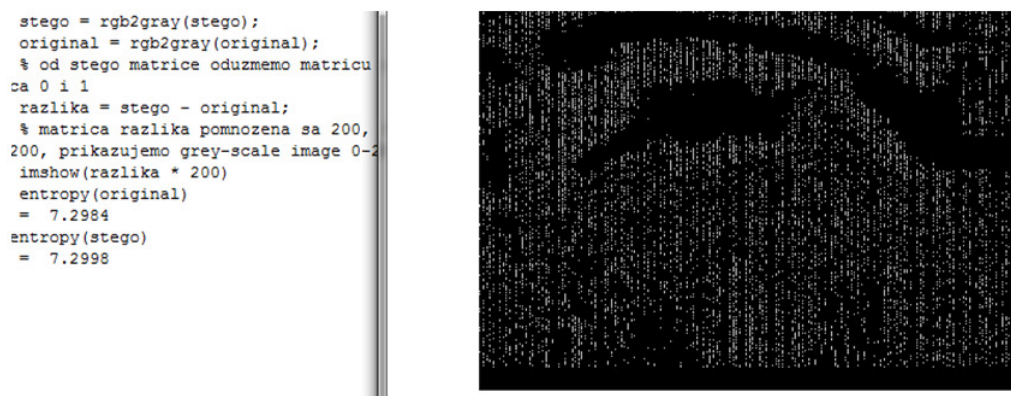 stego = rgb2gray(stego);
original = rgb2gray(original);
% od stego matrice oduzmemo matricu
ca 0 i 1
razlika = stego - original;
% matrica razlika pomnozena sa 200,
200, prikazujemo grey-scale image 0-2
imshow(razlika * 200)
entropy(original)
= 7.2984
entropy(stego)
= 7.2998